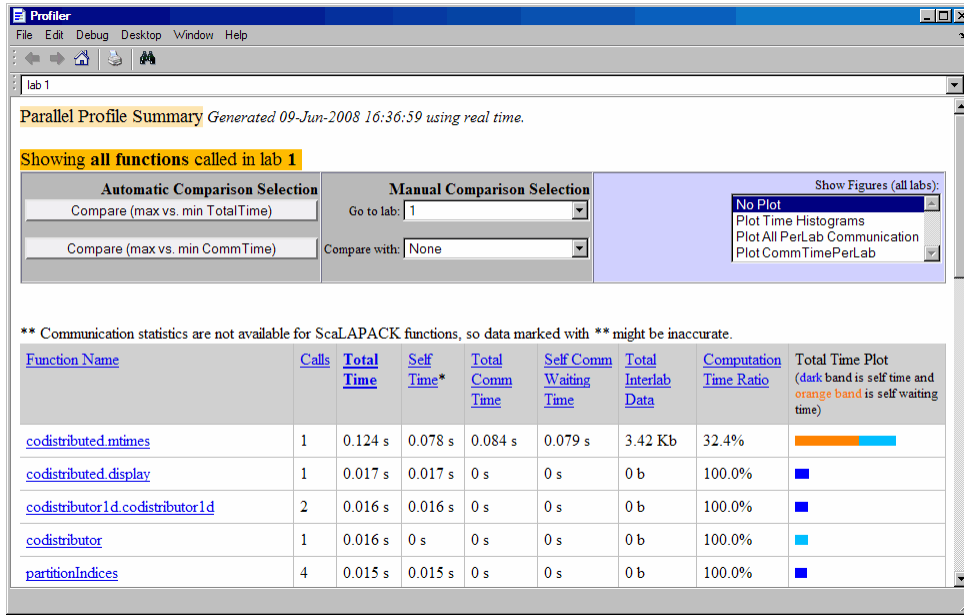 Profiler
File Edit Debug Desktop Window Help
lab 1
Parallel Profile Summary Generated 09-Jun-2008 16:36:59 using real time.
Showing all functions called in lab 1
Automatic Comparison Selection
Compare (max vs. min TotalTime)
Compare (max vs. min CommTime)
Manual Comparison Selection
Go to lab: 1
Compare with: None
Show Figures (all labs):
No Plot
Plot Time Histograms
Plot All PerLab Communication
Plot CommTimePerLab
** Communication statistics are not available for ScaLAPACK functions, so data marked with ** might be inaccurate.
Function Name Calls Total Time Self Time* Total Comm Time Self Comm Waiting Time Total Interlab Data Computation Time Ratio Total Time Plot (dark band is self time and orange band is self waiting time)
codistributed.mtimes 1 0.124 s 0.078 s 0.084 s 0.079 s 3.42 Kb 32.4%
codistributed.display 1 0.017 s 0.017 s 0 s 0 s 0 b 100.0%
codistributor1d.codistributor1d 2 0.016 s 0.016 s 0 s 0 s 0 b 100.0%
codistributor 1 0.016 s 0 s 0 s 0 s 0 b 100.0%
partitionIndices 4 0.015 s 0.015 s 0 s 0 s 0 b 100.0%